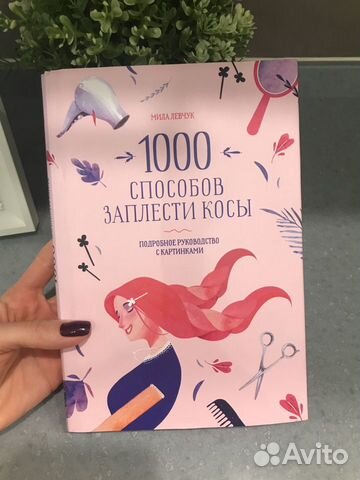 МИЛА ЛЕВЧУК
1000
СПОСОБОВ
ЗАПЛЕСТИ КОСЫ
ПОДРОБНОЕ РУКОВОДСТВО
С КАРТИНКАМИ
Avito